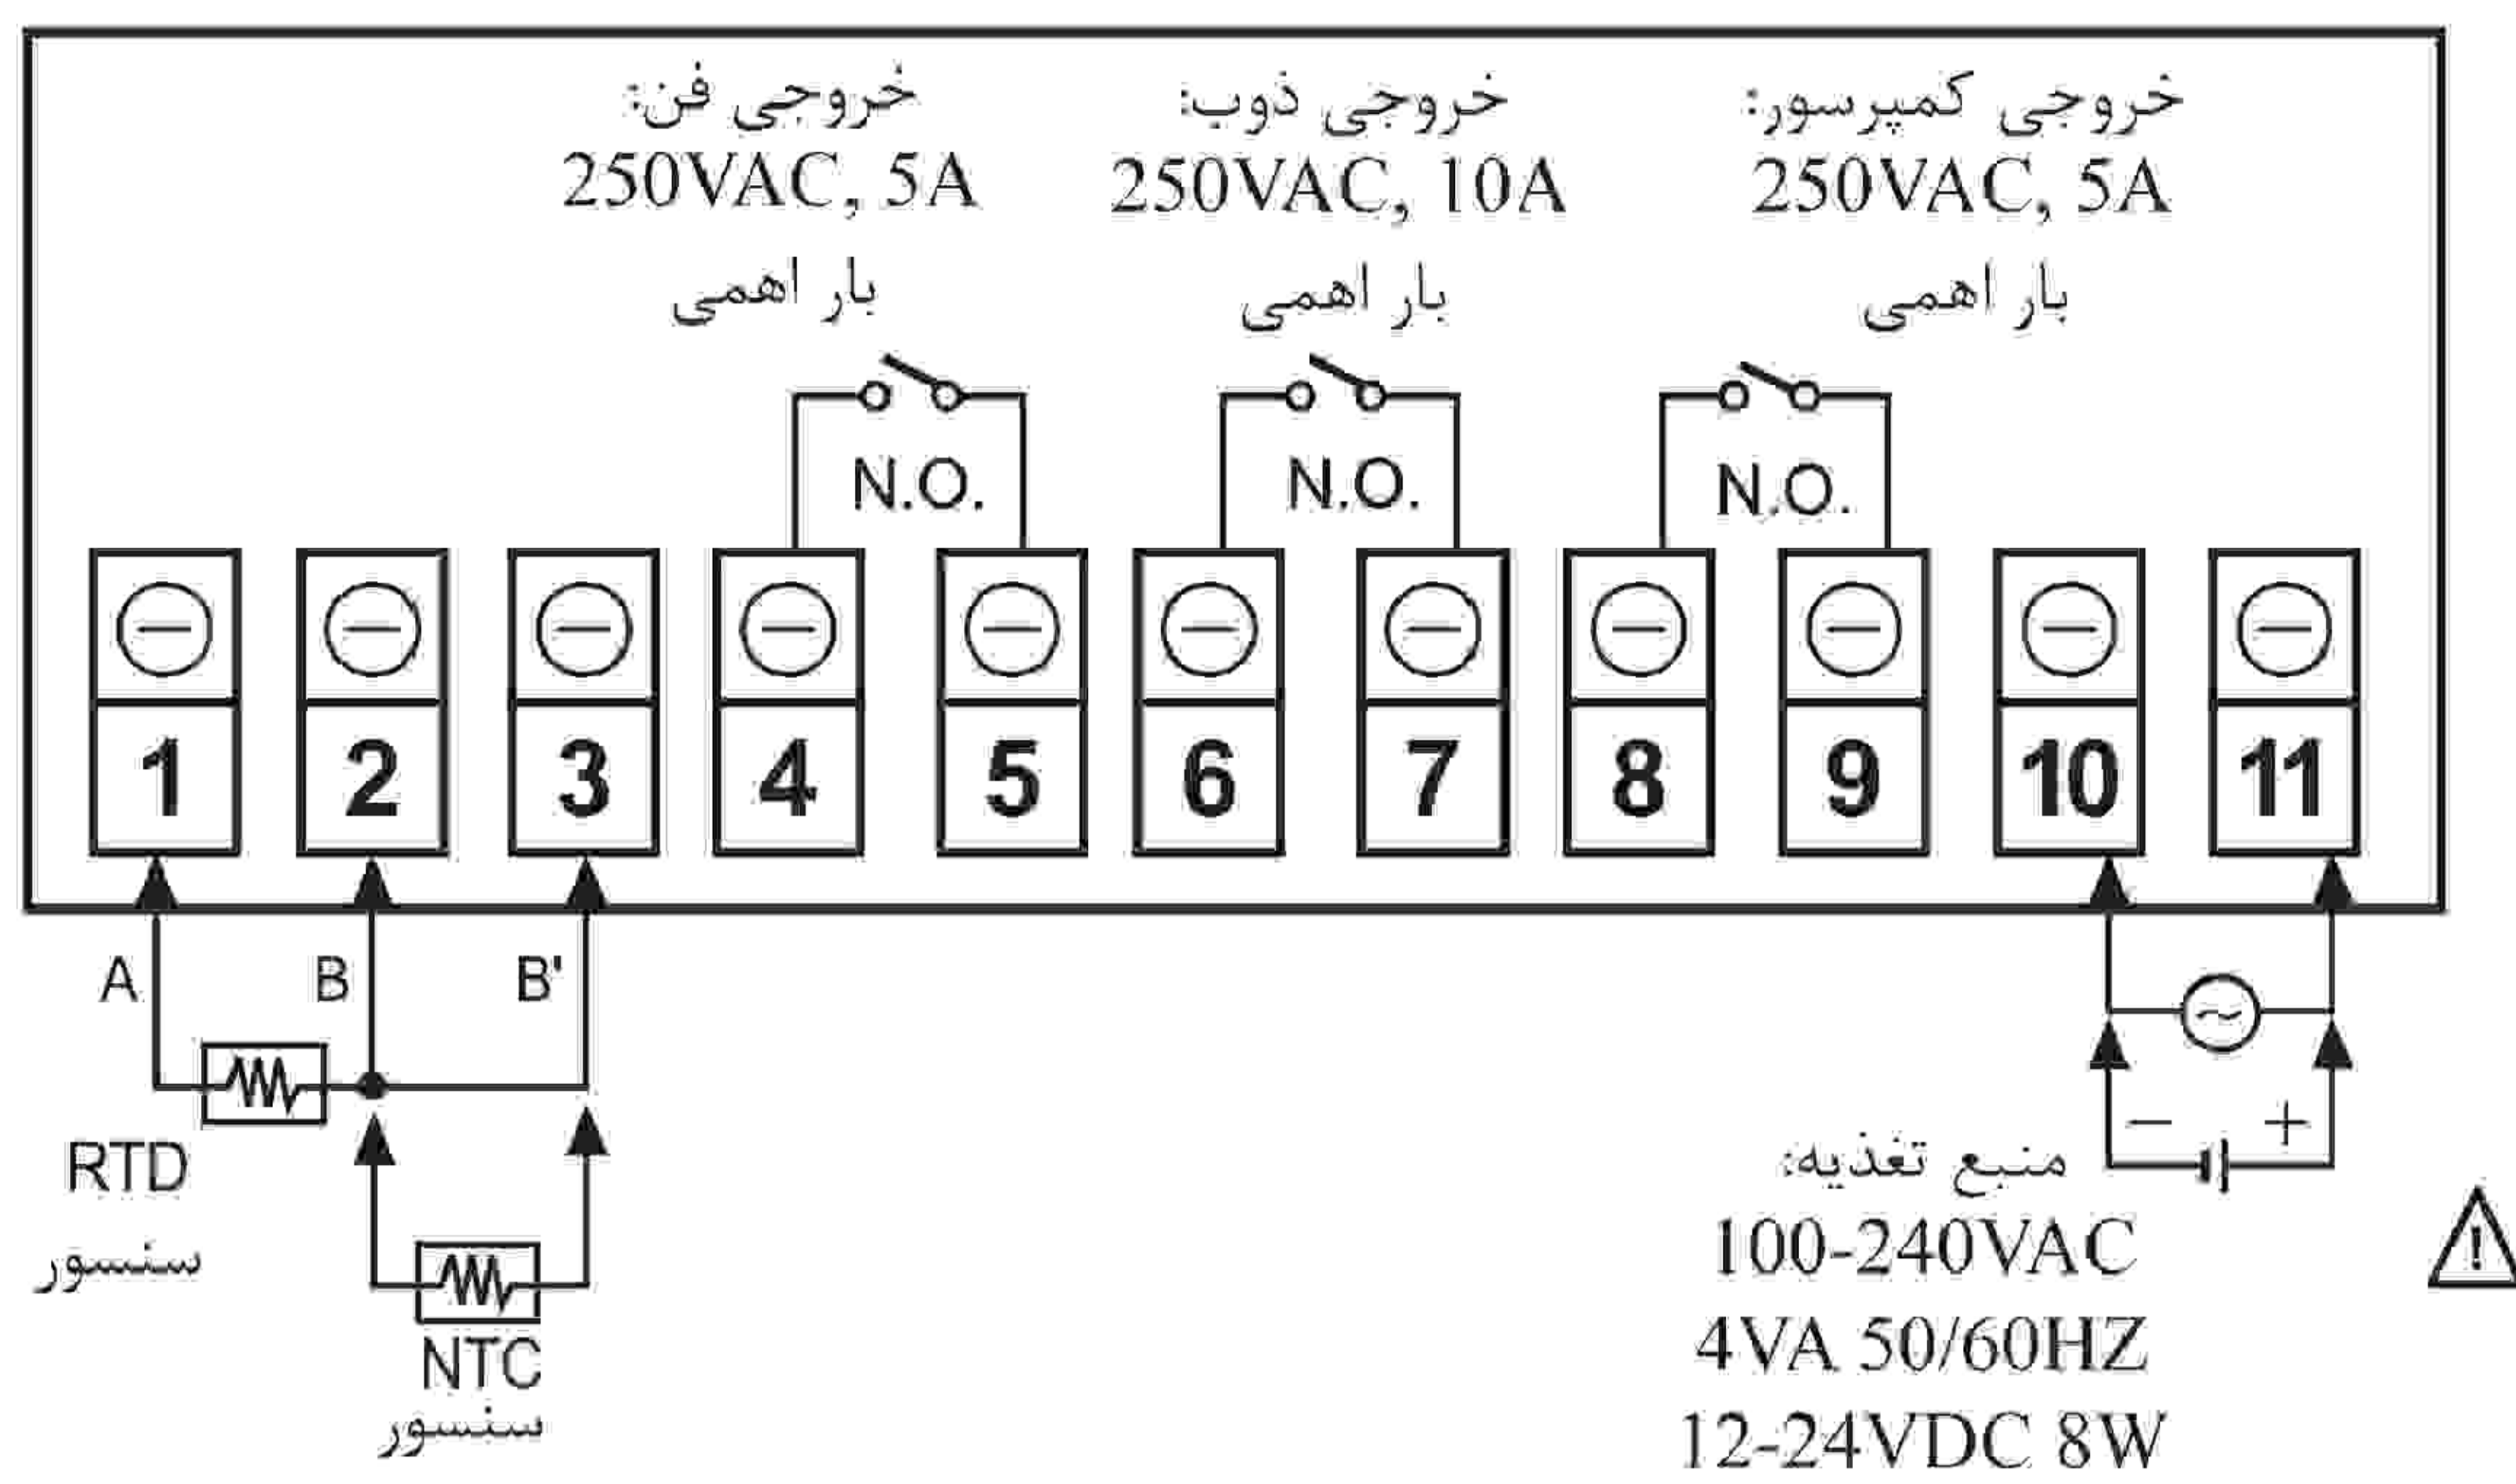 خروجی کمپرسور:
250VAC, 5A
بار اهمی
خروجی ذوب:
250VAC, 10A
بار اهمی
خروجی فن:
250VAC, 5A
بار اهمی
N.O.
N.O.
N.O.
1 2 3 4 5 6 7 8 9 10 11
A B B'
RTD
سنسور
NTC
سنسور
− +
منبع تغذیه:
100-240VAC
4VA 50/60HZ
12-24VDC 8W
!